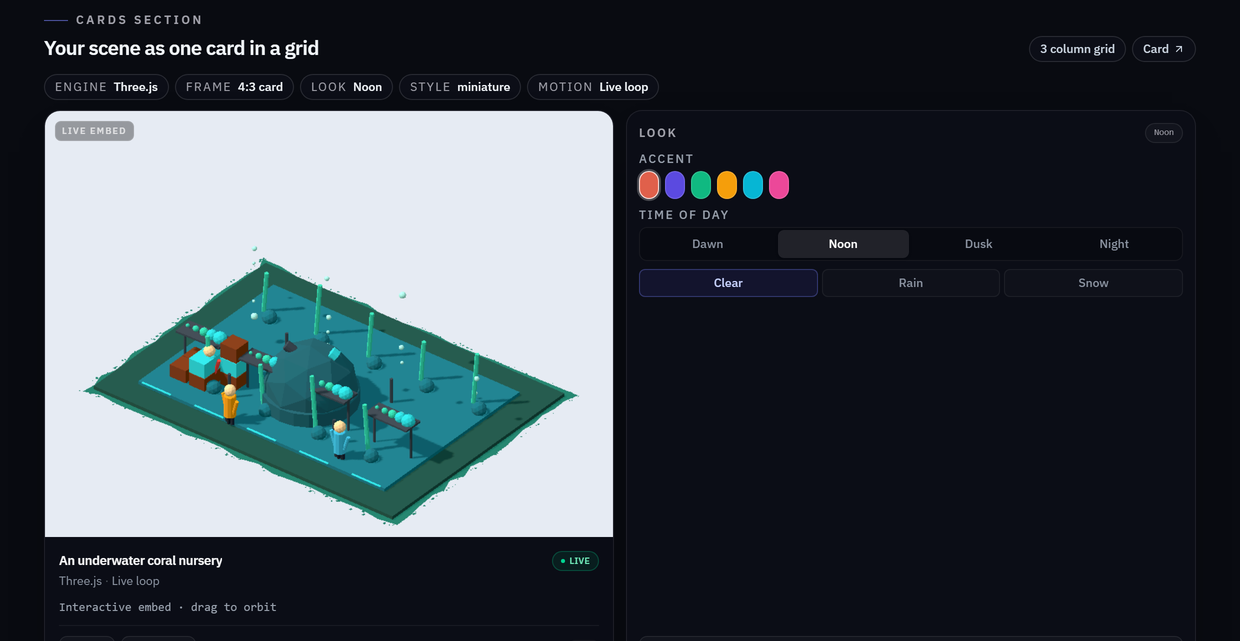 CARDS SECTION
Your scene as one card in a grid
3 column grid
Card ↗
ENGINE Three.js
FRAME 4:3 card
LOOK Noon
STYLE miniature
MOTION Live loop
LIVE EMBED
An underwater coral nursery
LIVE
Three.js · Live loop
Interactive embed · drag to orbit
LOOK
Noon
ACCENT
TIME OF DAY
Dawn
Noon
Dusk
Night
Clear
Rain
Snow